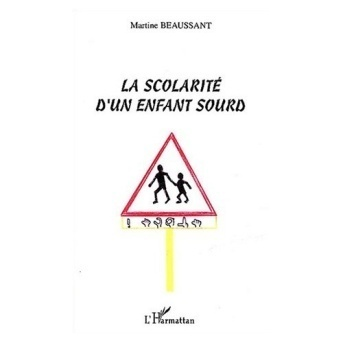 Martine BEAUSSANT
LA SCOLARITÉ
D'UN ENFANT SOURD
L'Harmattan